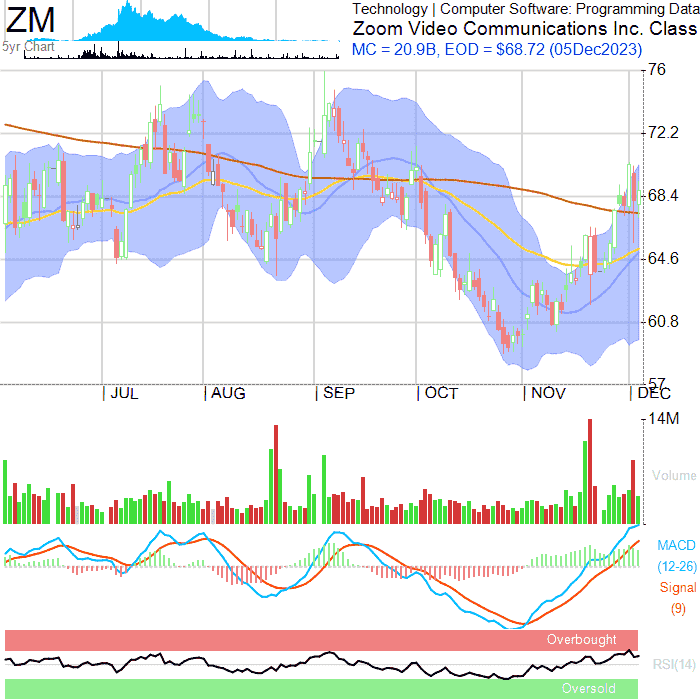 ZM
Technology | Computer Software: Programming Data
Zoom Video Communications Inc. Class
MC = 20.9B, EOD = $68.72 (05Dec2023)
5yr Chart
76
72.2
68.4
64.6
60.8
57
JUL AUG SEP OCT NOV DEC
14M
Volume
MACD
(12-26)
Signal
(9)
Overbought
RSI(14)
Oversold